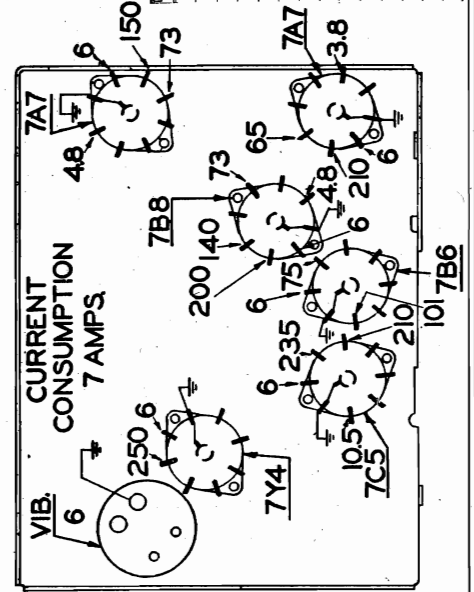 CURRENT
CONSUMPTION
7 AMPS.
VIB.
6
250
6
7Y4
7A7
4.8
6
150
73
7B8
73
140
200
4.8
6
7A7
3.8
65
210
6
75
6
7B6
101
210
235
6
10.5
7C5